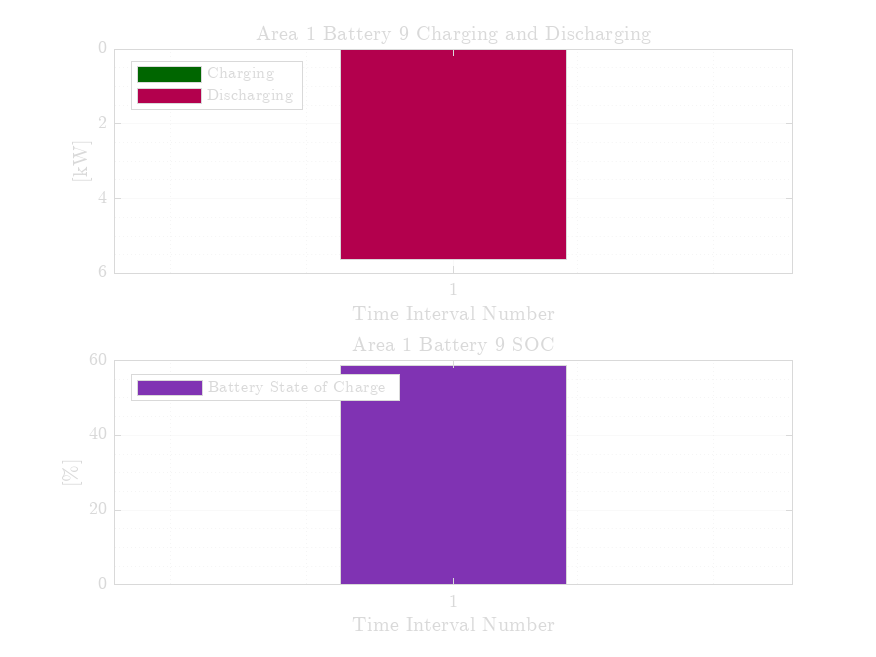 Area 1 Battery 9 Charging and Discharging
0
Charging
Discharging
2
[kW]
4
6
1
Time Interval Number
Area 1 Battery 9 SOC
60
Battery State of Charge
40
[%]
20
0
1
Time Interval Number